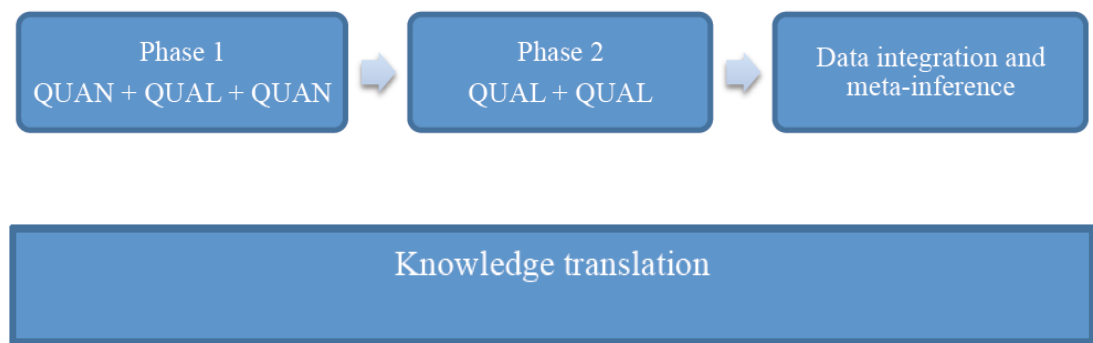 Phase 1
QUAN + QUAL + QUAN
Phase 2
QUAL + QUAL
Data integration and
meta-inference
Knowledge translation